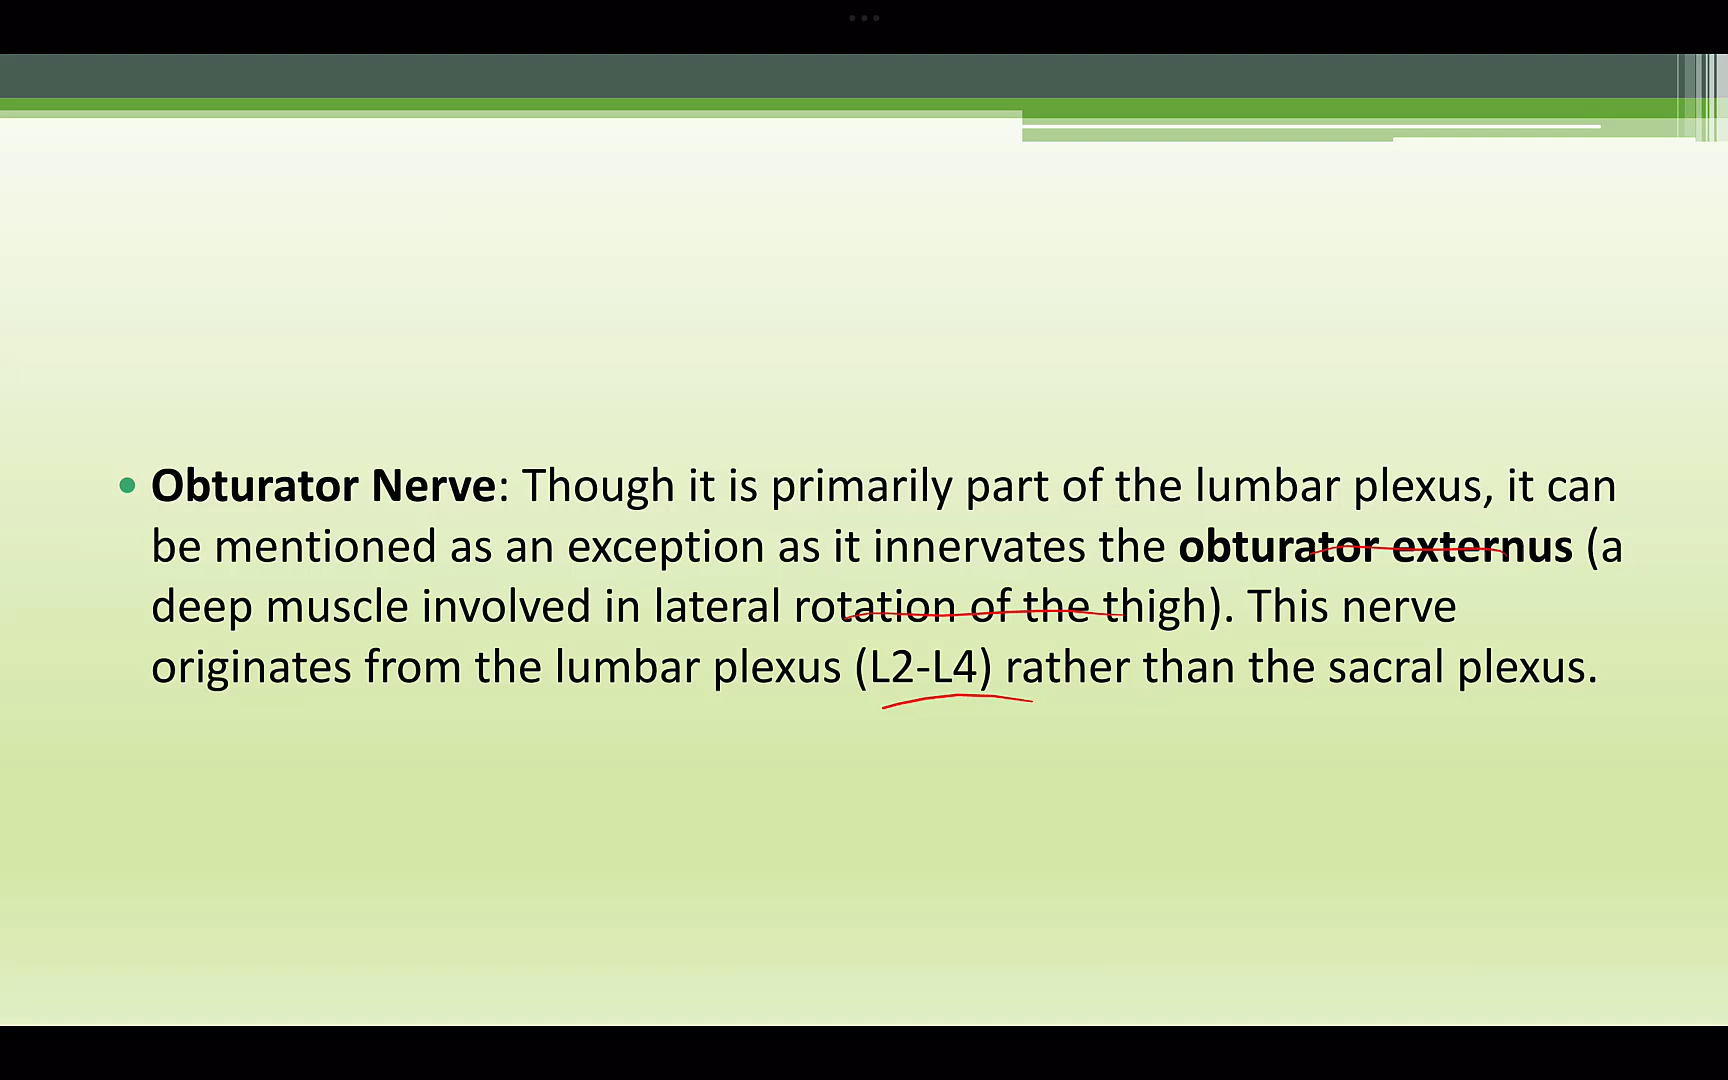 • Obturator Nerve: Though it is primarily part of the lumbar plexus, it can
be mentioned as an exception as it innervates the obturator externus (a
deep muscle involved in lateral rotation of the thigh). This nerve
originates from the lumbar plexus (L2-L4) rather than the sacral plexus.